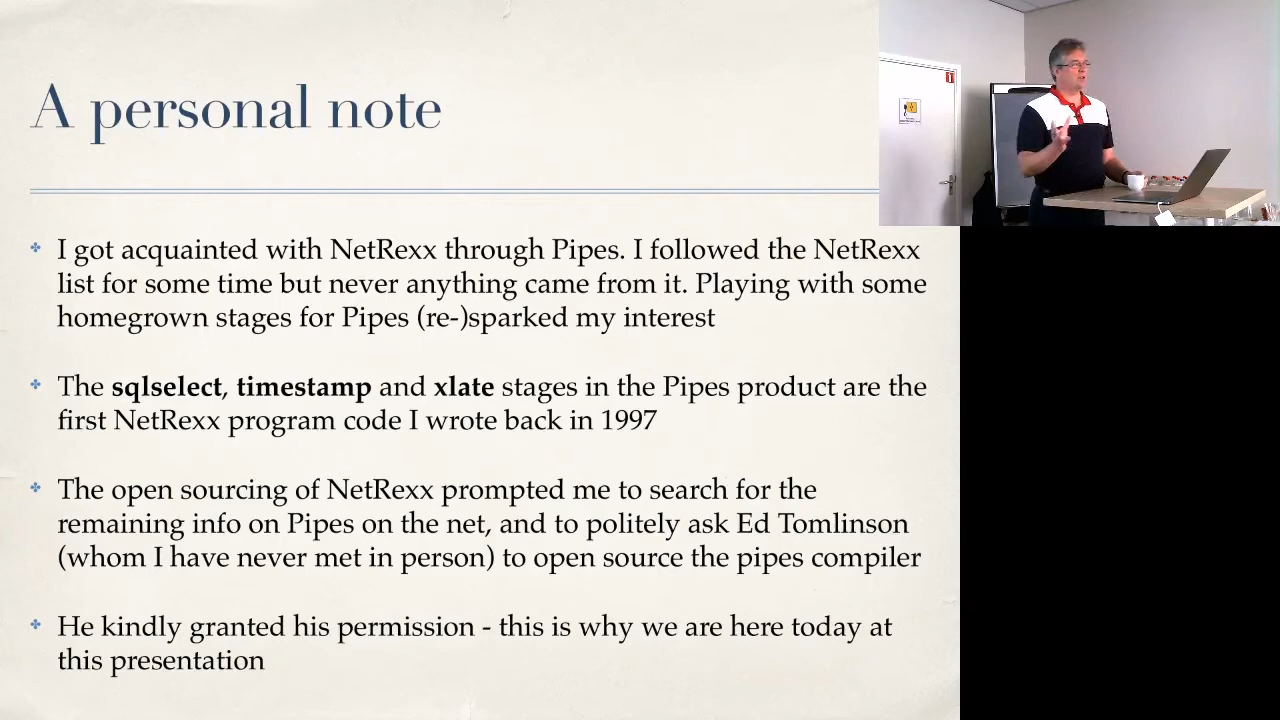 A personal note
I got acquainted with NetRexx through Pipes. I followed the NetRexx
list for some time but never anything came from it. Playing with some
homegrown stages for Pipes (re-)sparked my interest
The sqlselect, timestamp and xlate stages in the Pipes product are the
first NetRexx program code I wrote back in 1997
The open sourcing of NetRexx prompted me to search for the
remaining info on Pipes on the net, and to politely ask Ed Tomlinson
(whom I have never met in person) to open source the pipes compiler
He kindly granted his permission - this is why we are here today at
this presentation